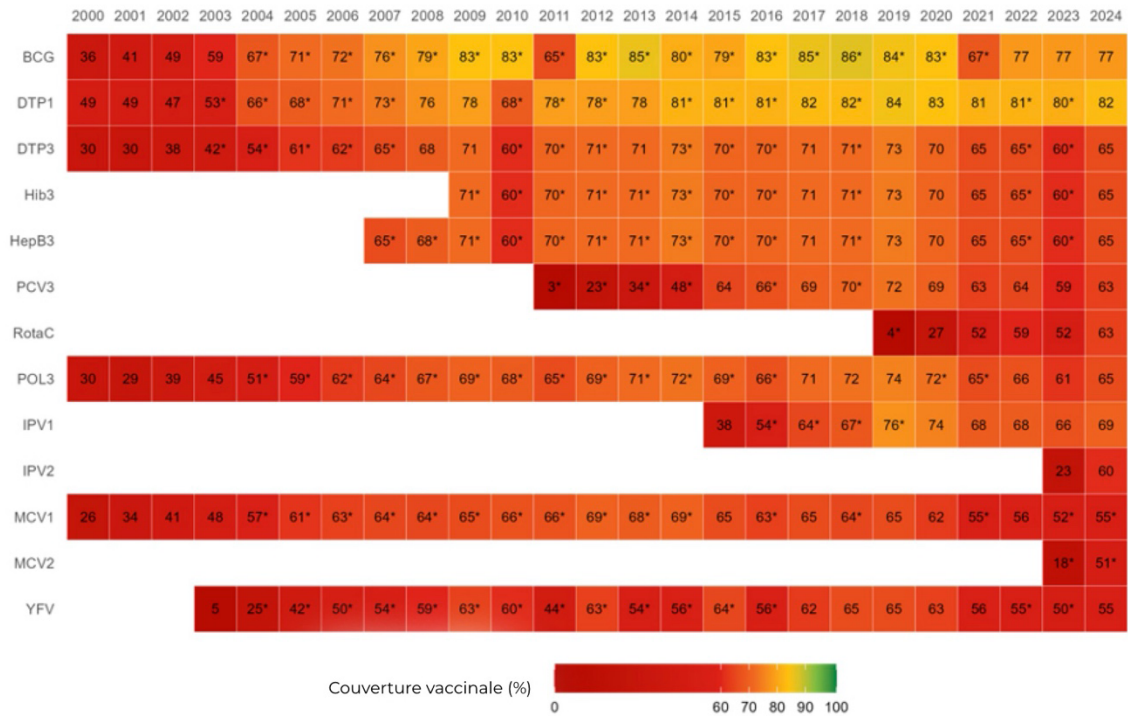 2000 2001 2002 2003 2004 2005 2006 2007 2008 2009 2010 2011 2012 2013 2014 2015 2016 2017 2018 2019 2020 2021 2022 2023 2024
BCG 36 41 49 59 67* 71* 72* 76* 79* 83* 83* 65* 83* 85* 80* 79* 83* 85* 86* 84* 83* 67* 77 77 77
DTP1 49 49 47 53* 66* 68* 71* 73* 76 78 68* 78* 78* 78 81* 81* 81* 82 82* 84 83 81 81* 80* 82
DTP3 30 30 38 42* 54* 61* 62* 65* 68 71 60* 70* 71* 71 73* 70* 70* 71 71* 73 70 65 65* 60* 65
Hib3 71* 60* 70* 71* 71* 73* 70* 70* 71 71* 73 70 65 65* 60* 65
HepB3 65* 68* 71* 60* 70* 71* 71* 73* 70* 70* 71 71* 73 70 65 65* 60* 65
PCV3 3* 23* 34* 48* 64 66* 69 70* 72 69 63 64 59 63
RotaC 4* 27 52 59 52 63
POL3 30 29 39 45 51* 59* 62* 64* 67* 69* 68* 65* 69* 71* 72* 69* 66* 71 72 74 72* 65* 66 61 65
IPV1 38 54* 64* 67* 76* 74 68 68 66 69
IPV2 23 60
MCV1 26 34 41 48 57* 61* 63* 64* 64* 65* 66* 66* 69* 68* 69* 65 63* 65 64* 65 62 55* 56 52* 55*
MCV2 18* 51*
YFV 5 25* 42* 50* 54* 59* 63* 60* 44* 63* 54* 56* 64* 56* 62 65 65 63 56 55* 50* 55
Couverture vaccinale (%)
0 60 70 80 90 100